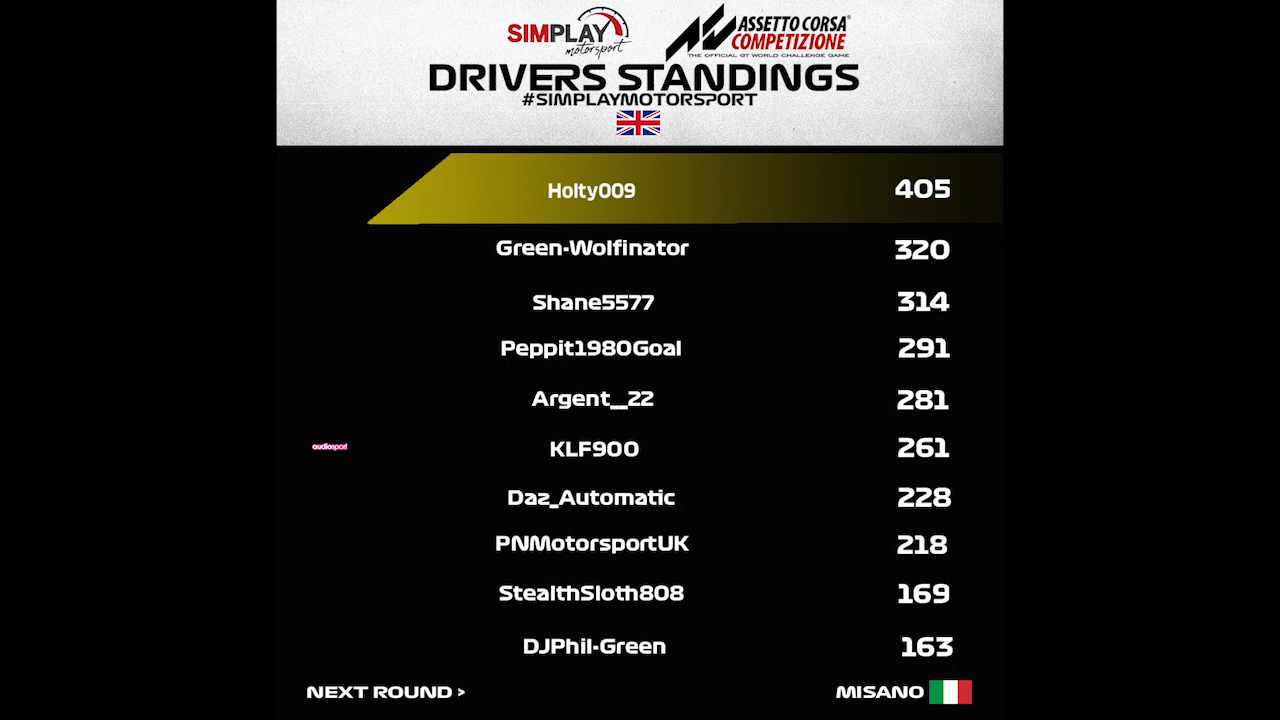 SIMPLAY
motorsport
ASSETTO CORSA
COMPETIZIONE
THE OFFICIAL GT WORLD CHALLENGE GAME
DRIVERS STANDINGS
#SIMPLAYMOTORSPORT
Holty009 405
Green-Wolfinator 320
Shane5577 314
Peppit1980Goal 291
Argent__22 281
audiosport KLF900 261
Daz_Automatic 228
PNMotorsportUK 218
StealthSloth808 169
DJPhil-Green 163
NEXT ROUND > MISANO